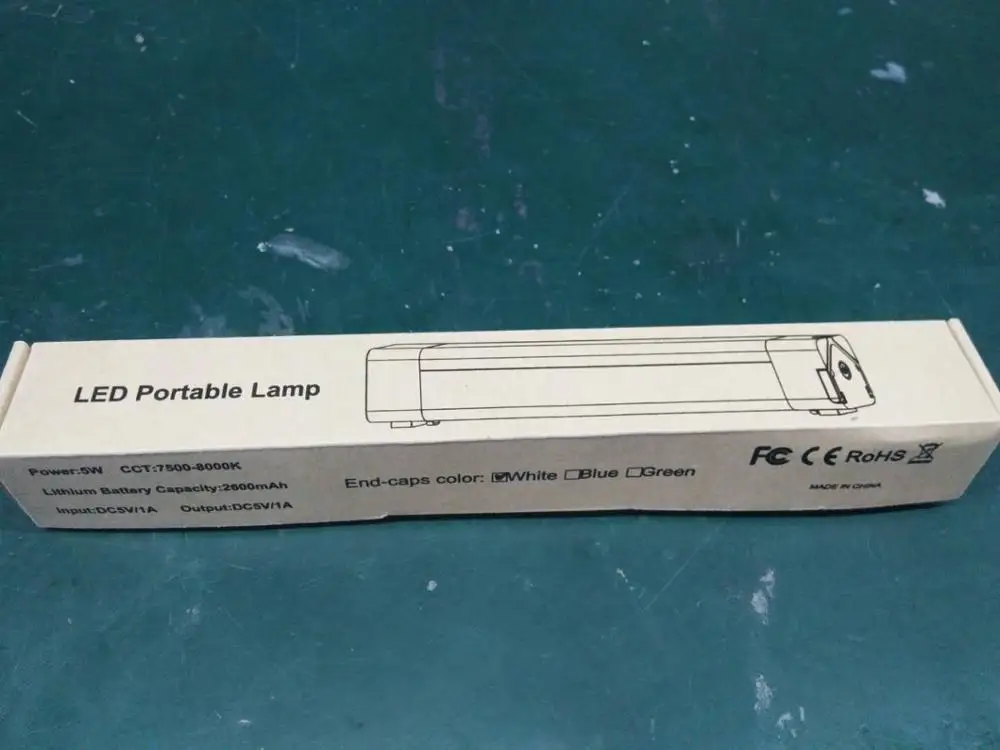 LED Portable Lamp
Power:5W CCT:7500-8000K
Lithium Battery Capacity:2600mAh
Input:DC5V/1A Output:DC5V/1A
End-caps color: ☑White ☐Blue ☐Green
FC CE RoHS
MADE IN CHINA